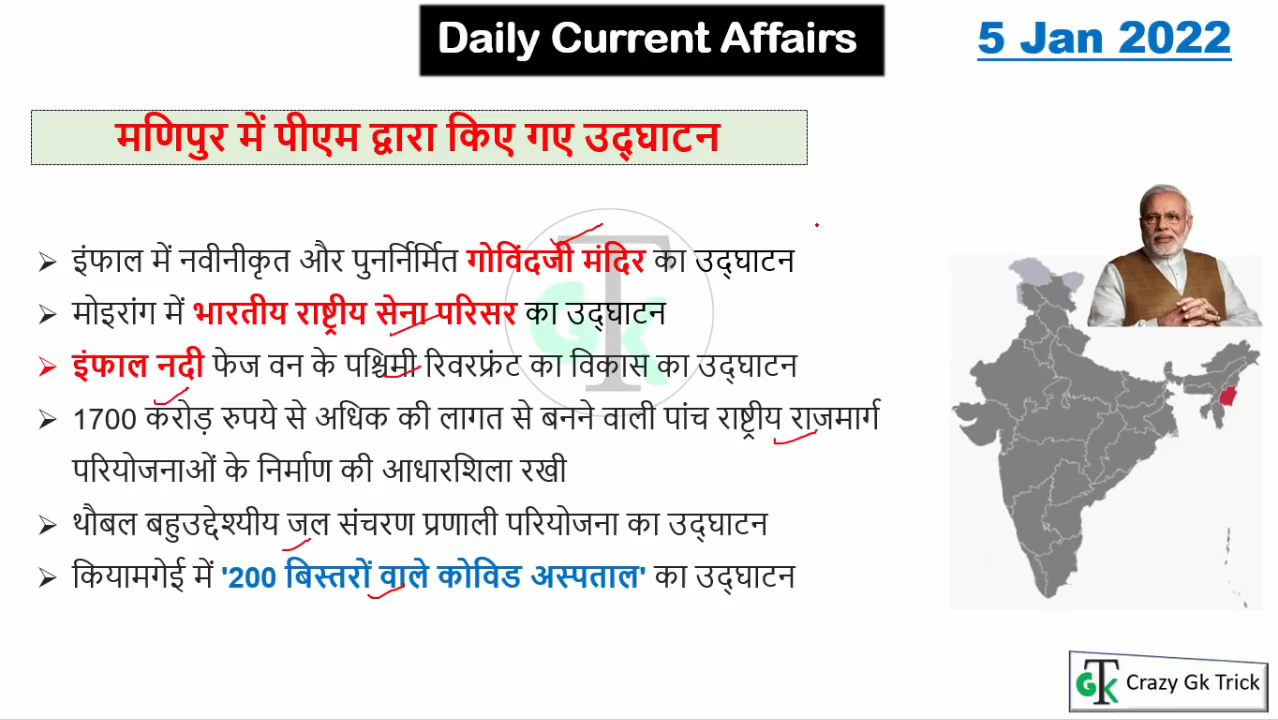 Daily Current Affairs
5 Jan 2022
मणिपुर में पीएम द्वारा किए गए उद्घाटन
इंफाल में नवीनीकृत और पुनर्निर्मित गोविंदजी मंदिर का उद्घाटन
मोइरांग में भारतीय राष्ट्रीय सेना परिसर का उद्घाटन
इंफाल नदी फेज वन के पश्चिमी रिवरफ्रंट का विकास का उद्घाटन
1700 करोड़ रुपये से अधिक की लागत से बनने वाली पांच राष्ट्रीय राजमार्ग
परियोजनाओं के निर्माण की आधारशिला रखी
थौबल बहुउद्देश्यीय जल संचरण प्रणाली परियोजना का उद्घाटन
कियामगेई में '200 बिस्तरों वाले कोविड अस्पताल' का उद्घाटन
GTK Crazy Gk Trick